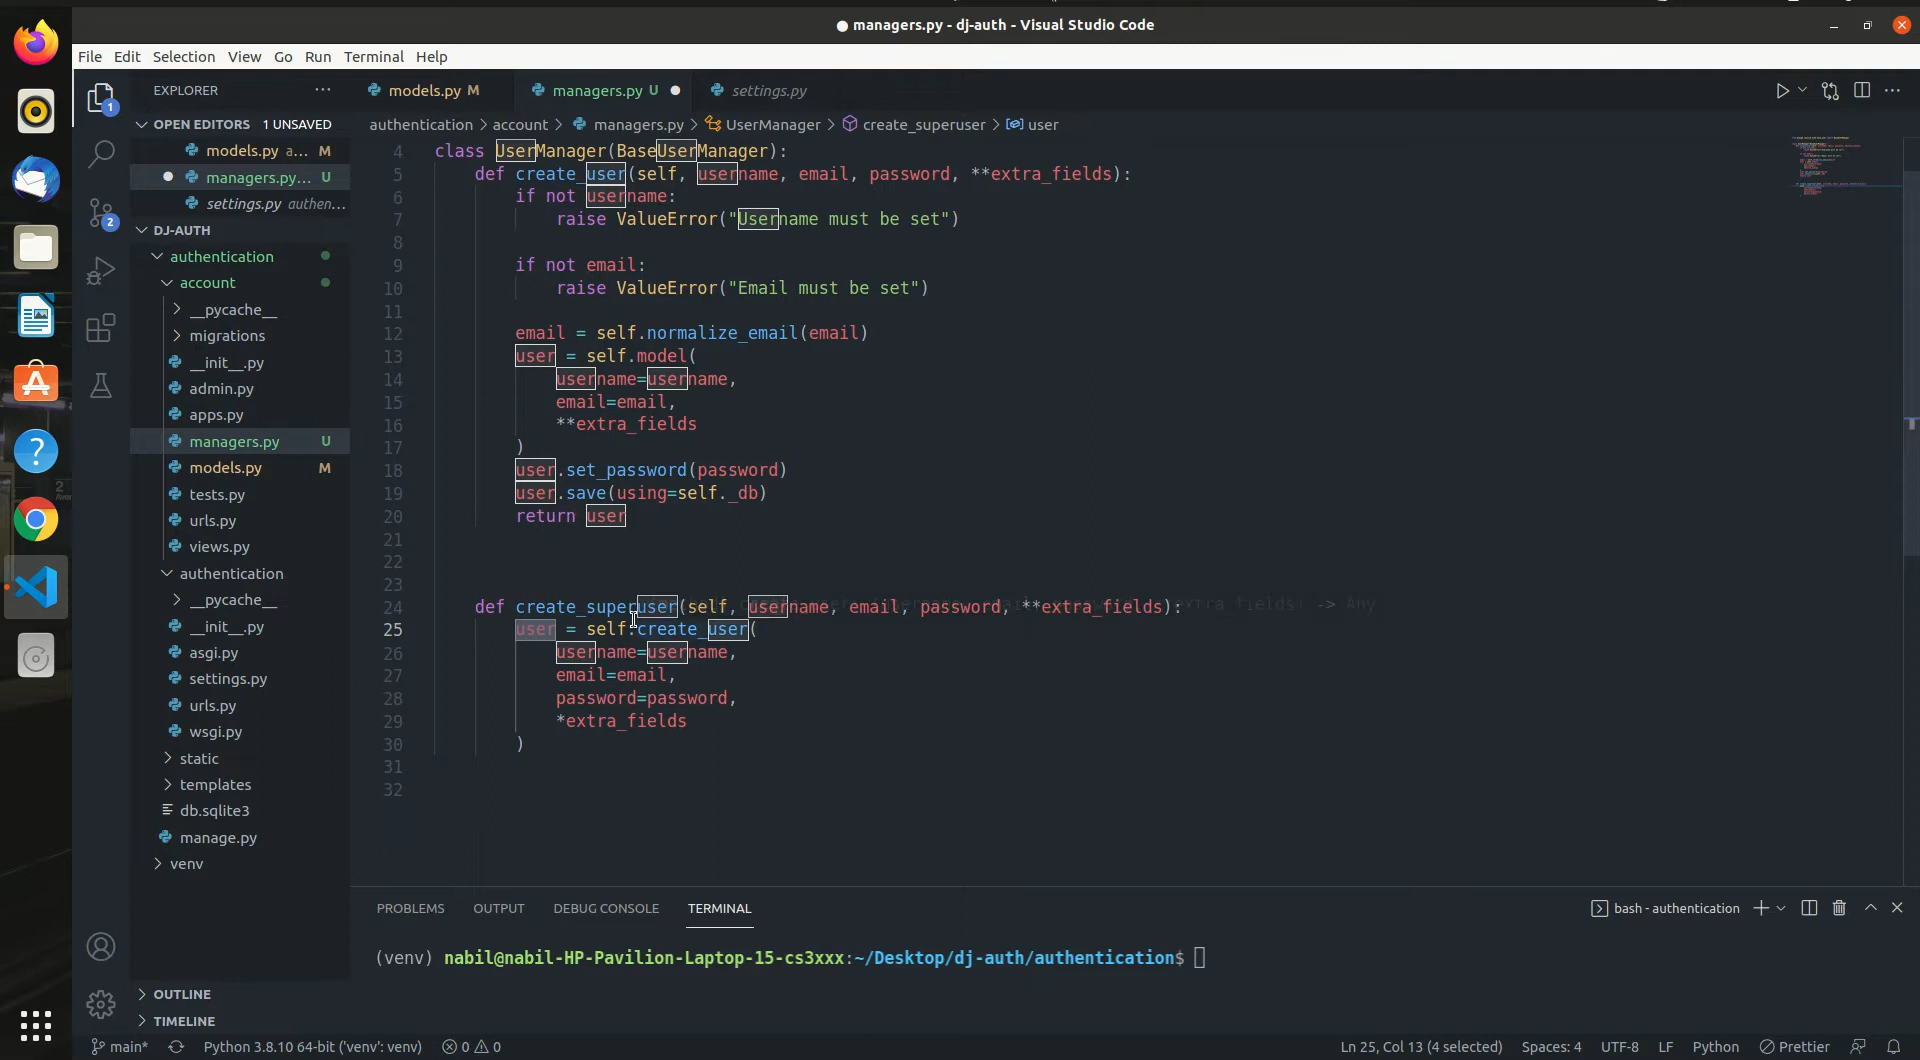 managers.py - dj-auth - Visual Studio Code
File Edit Selection View Go Run Terminal Help
EXPLORER
models.py M
managers.py U
settings.py
OPEN EDITORS 1 UNSAVED
authentication > account > managers.py > UserManager > create_superuser > user
models.py a... M
managers.py... U
settings.py authen...
DJ-AUTH
authentication
account
__pycache__
migrations
__init__.py
admin.py
apps.py
managers.py U
models.py M
tests.py
urls.py
views.py
authentication
__pycache__
__init__.py
asgi.py
settings.py
urls.py
wsgi.py
static
templates
db.sqlite3
manage.py
venv
OUTLINE
TIMELINE
1
2
4 class UserManager(BaseUserManager):
5 def create_user(self, username, email, password, **extra_fields):
6 if not username:
7 raise ValueError("Username must be set")
8
9 if not email:
10 raise ValueError("Email must be set")
11
12 email = self.normalize_email(email)
13 user = self.model(
14 username=username,
15 email=email,
16 **extra_fields
17 )
18 user.set_password(password)
19 user.save(using=self._db)
20 return user
21
22
23
24 def create_superuser(self, username, email, password, **extra_fields):
25 user = self.create_user(
26 username=username,
27 email=email,
28 password=password,
29 *extra_fields
30 )
31
32
PROBLEMS OUTPUT DEBUG CONSOLE TERMINAL
bash - authentication
(venv) nabil@nabil-HP-Pavilion-Laptop-15-cs3xxx:~/Desktop/dj-auth/authentication$
main* Python 3.8.10 64-bit ('venv': venv) 0 0
Ln 25, Col 13 (4 selected) Spaces: 4 UTF-8 LF Python Prettier